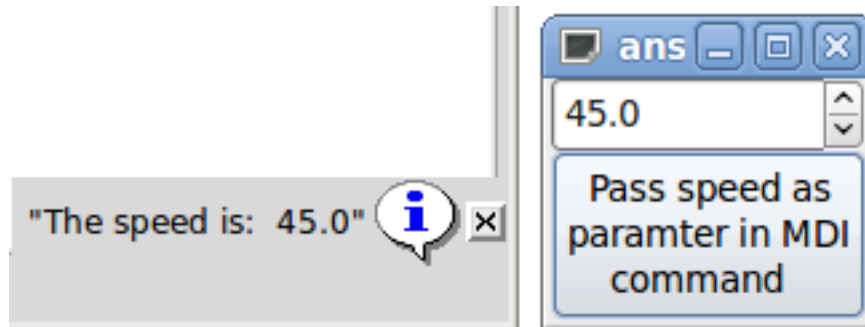 "The speed is:  45.0"
ans
45.0
Pass speed as
paramter in MDI
command